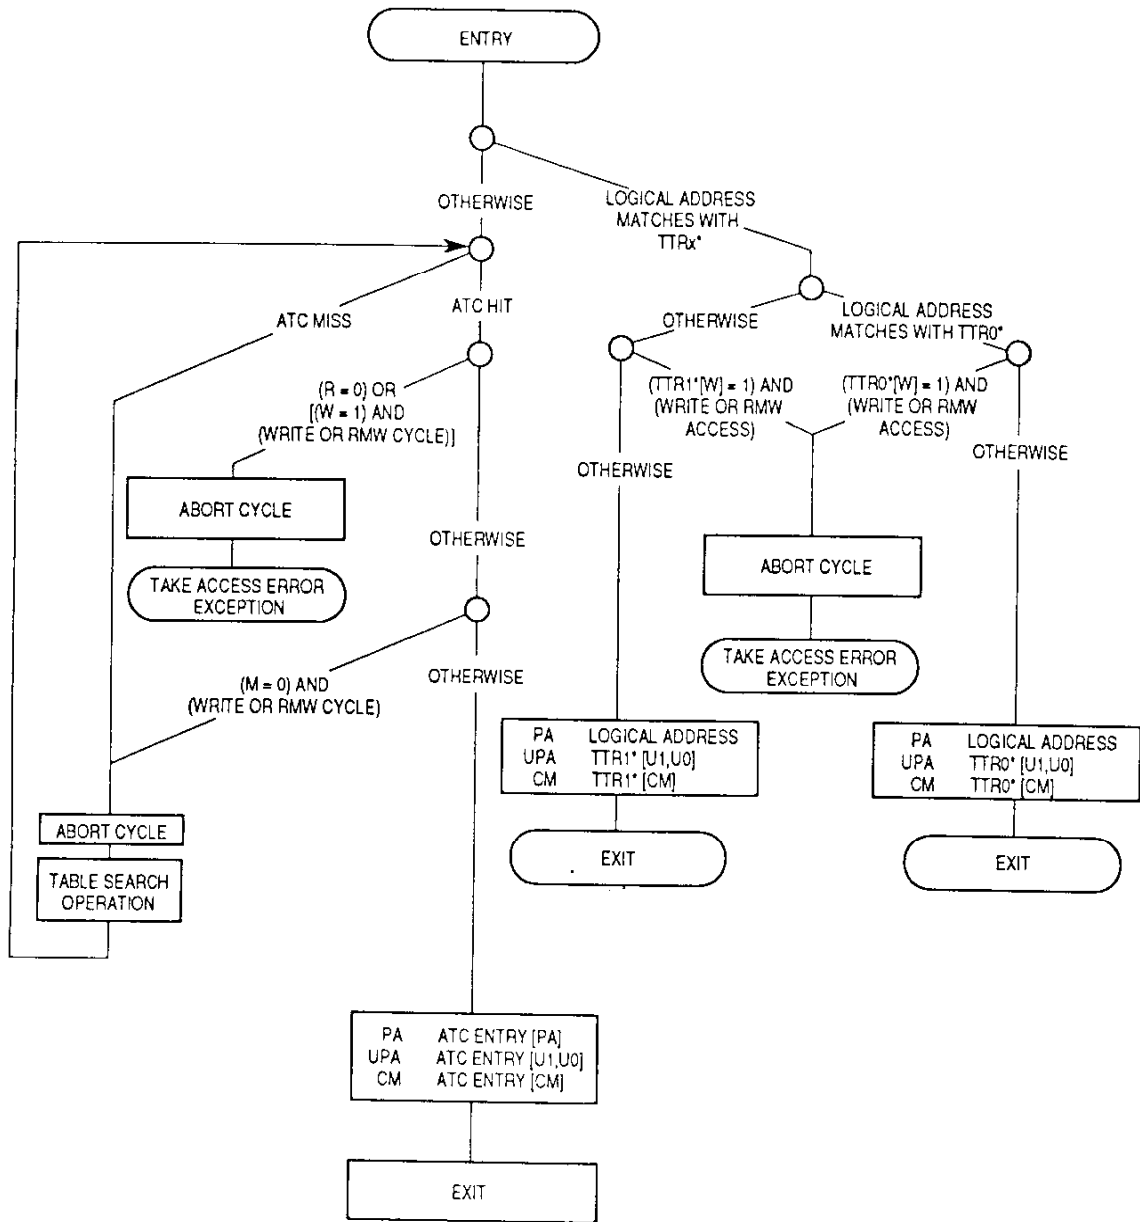 ENTRY
OTHERWISE
LOGICAL ADDRESS
MATCHES WITH
TTRx*
ATC MISS
ATC HIT
OTHERWISE
LOGICAL ADDRESS
MATCHES WITH TTR0*
(R = 0) OR
[(W = 1) AND
(WRITE OR RMW CYCLE)]
(TTR1*[W] = 1) AND
(WRITE OR RMW
ACCESS)
(TTR0*[W] = 1) AND
(WRITE OR RMW
ACCESS)
OTHERWISE
OTHERWISE
ABORT CYCLE
OTHERWISE
ABORT CYCLE
TAKE ACCESS ERROR
EXCEPTION
TAKE ACCESS ERROR
EXCEPTION
(M = 0) AND
(WRITE OR RMW CYCLE)
OTHERWISE
PA LOGICAL ADDRESS
UPA TTR1* [U1,U0]
CM TTR1* [CM]
PA LOGICAL ADDRESS
UPA TTR0* [U1,U0]
CM TTR0* [CM]
ABORT CYCLE
TABLE SEARCH
OPERATION
EXIT
EXIT
PA ATC ENTRY [PA]
UPA ATC ENTRY [U1,U0]
CM ATC ENTRY [CM]
EXIT